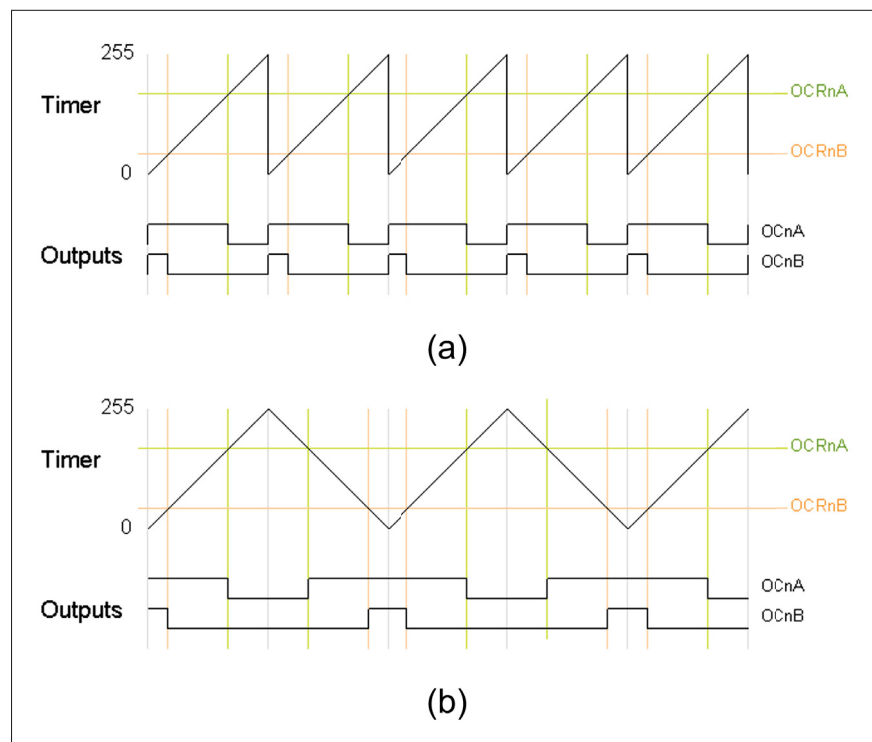 255
OCRnA
Timer
OCRnB
0
OCnA
Outputs
OCnB
(a)
255
OCRnA
Timer
OCRnB
0
OCnA
Outputs
OCnB
(b)